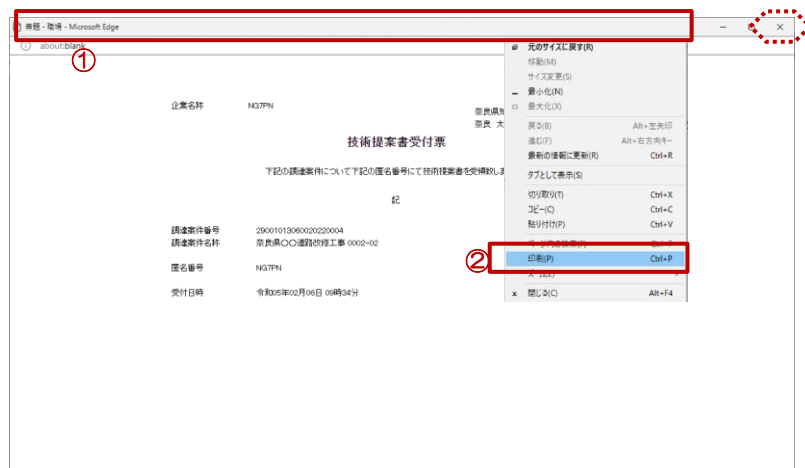 無題 - 職場 - Microsoft Edge
about:blank
①
企業名称 NG7PN
奈良県
奈良 太
技術提案書受付票
下記の調達案件について下記の匿名番号にて技術提案書を受領致しま
記
調達案件番号 29001013060020220004
調達案件名称 奈良県〇〇道路改修工事 0002-02
匿名番号 NG7PN
受付日時 令和05年02月06日 09時34分
元のサイズに戻す(R)
移動(M)
サイズ変更(S)
最小化(N)
最大化(X)
戻る(B) Alt+左矢印
進む(F) Alt+右方向キー
最新の情報に更新(R) Ctrl+R
タブとして表示(S)
切り取り(T) Ctrl+X
コピー(C) Ctrl+C
貼り付け(P) Ctrl+V
②
印刷(P) Ctrl+P
閉じる(C) Alt+F4